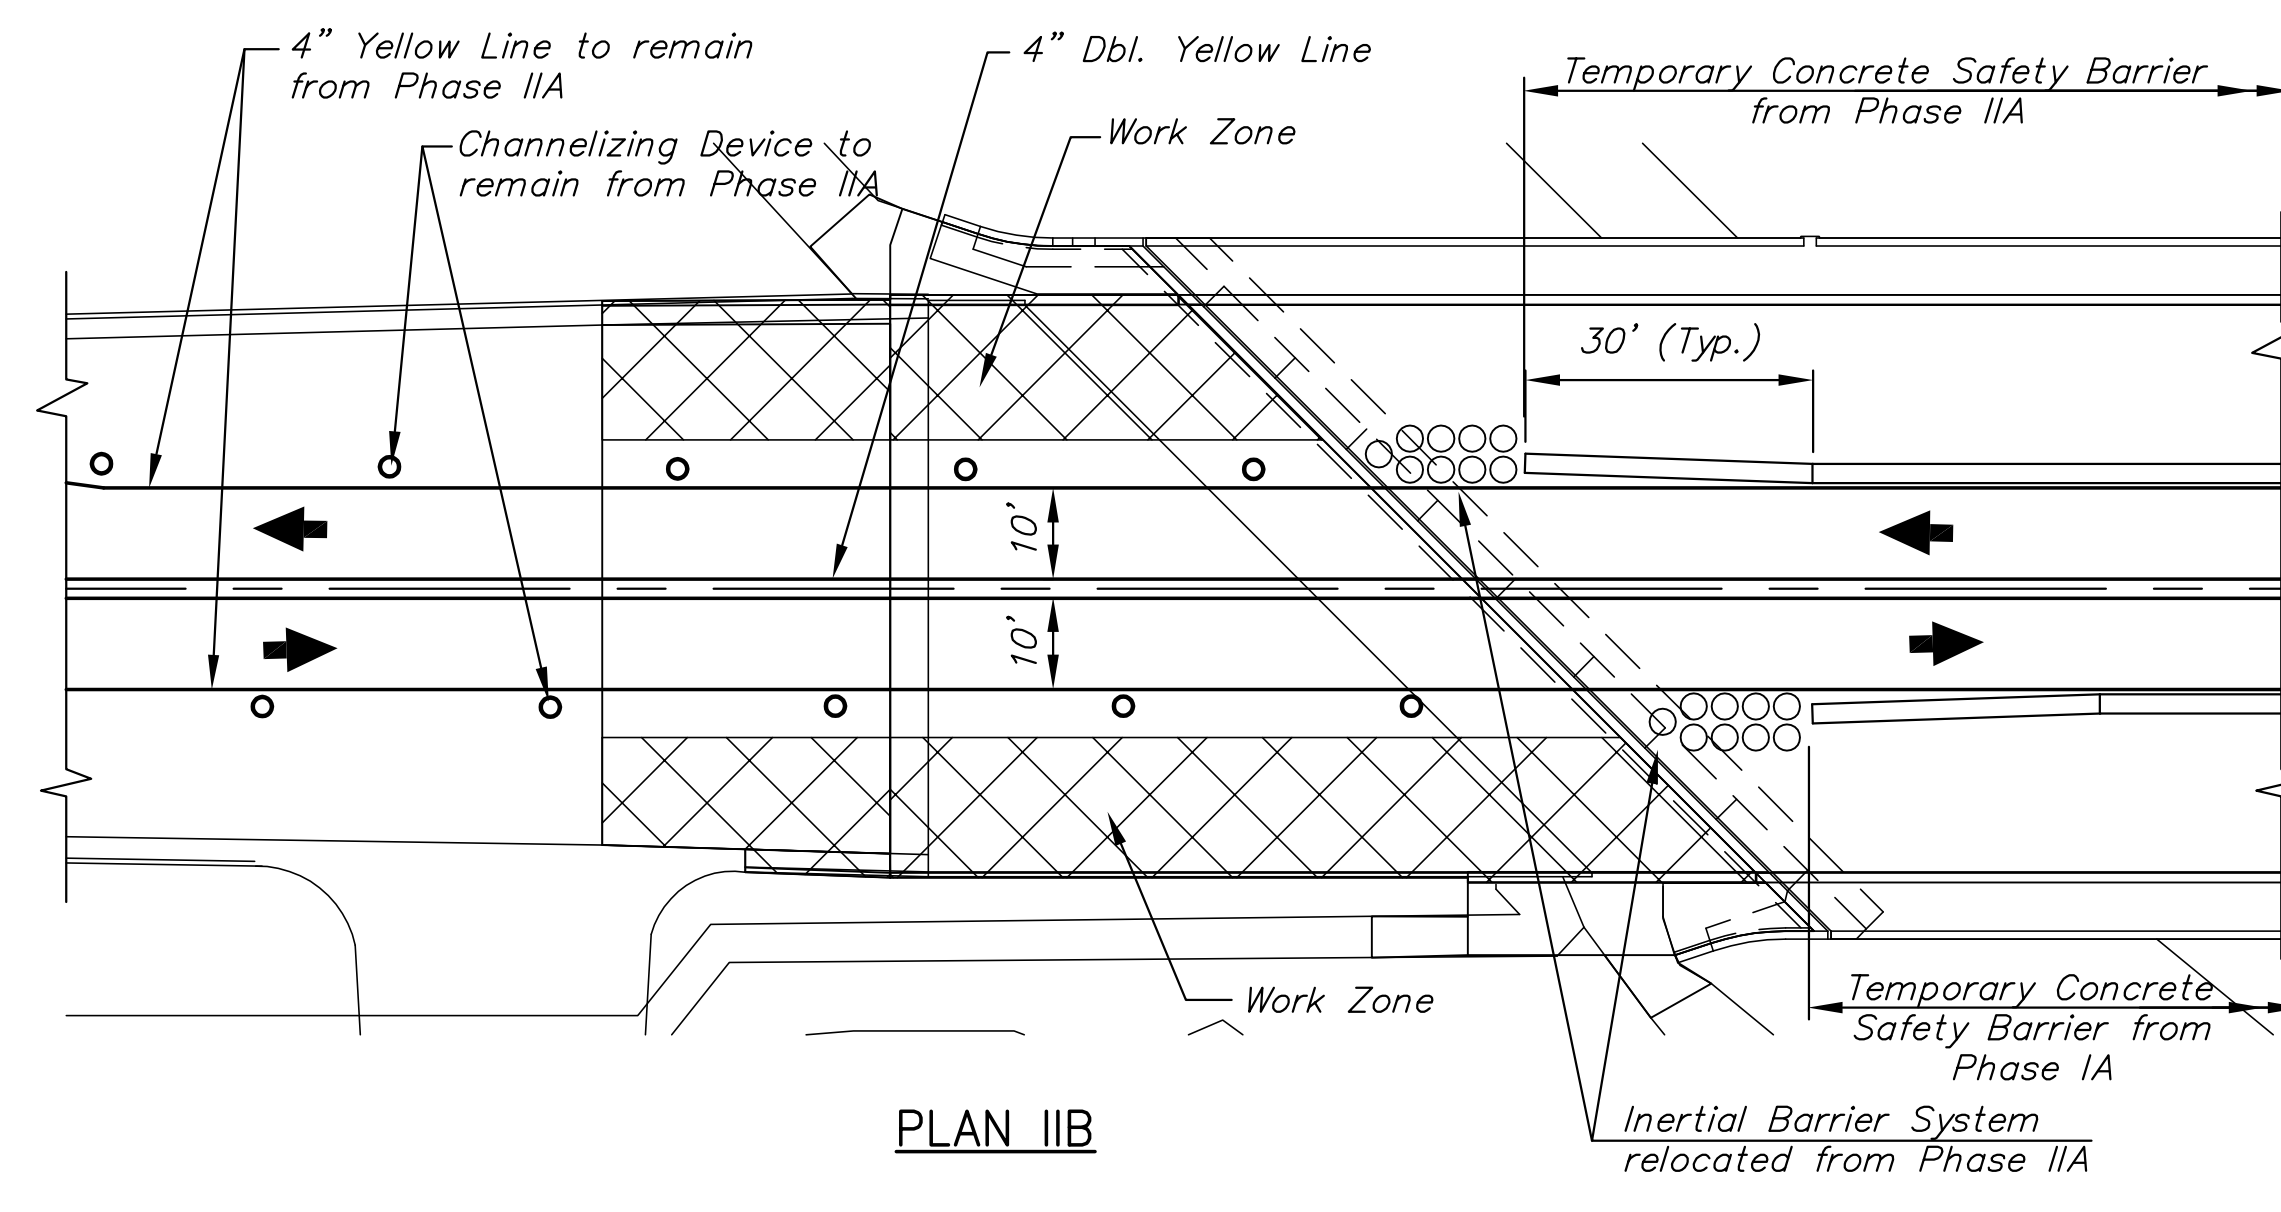 4” Yellow Line to remain
from Phase IIA
4” Dbl. Yellow Line
Temporary Concrete Safety Barrier
from Phase IIA
Channelizing Device to
remain from Phase IIA
Work Zone
30’ (Typ.)
10’
10’
Work Zone
Temporary Concrete
Safety Barrier from
Phase IA
Inertial Barrier System
relocated from Phase IIA
PLAN IIB